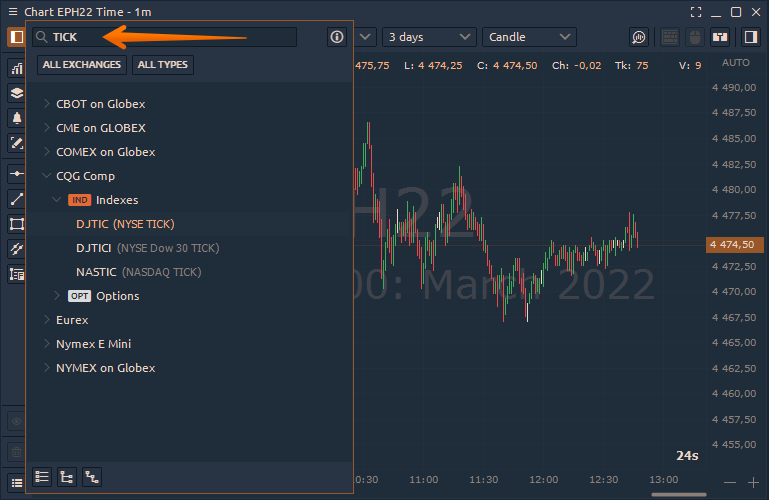 Chart EPH22 Time - 1m
TICK
3 days
Candle
ALL EXCHANGES
ALL TYPES
475,75 L: 4 474,25 C: 4 474,50 Ch: -0,02 Tk: 75 V: 9
AUTO
CBOT on Globex
CME on GLOBEX
COMEX on Globex
CQG Comp
IND Indexes
DJTIC (NYSE TICK)
DJTICI (NYSE Dow 30 TICK)
NASTIC (NASDAQ TICK)
OPT Options
Eurex
Nymex E Mini
NYMEX on Globex
PH22
00: March 2022
4 490,00
4 487,50
4 485,00
4 482,50
4 480,00
4 477,50
4 474,50
4 472,50
4 470,00
4 467,50
4 465,00
4 462,50
4 460,00
4 457,50
4 455,00
24s
0:30 11:00 11:30 12:00 12:30 13:00